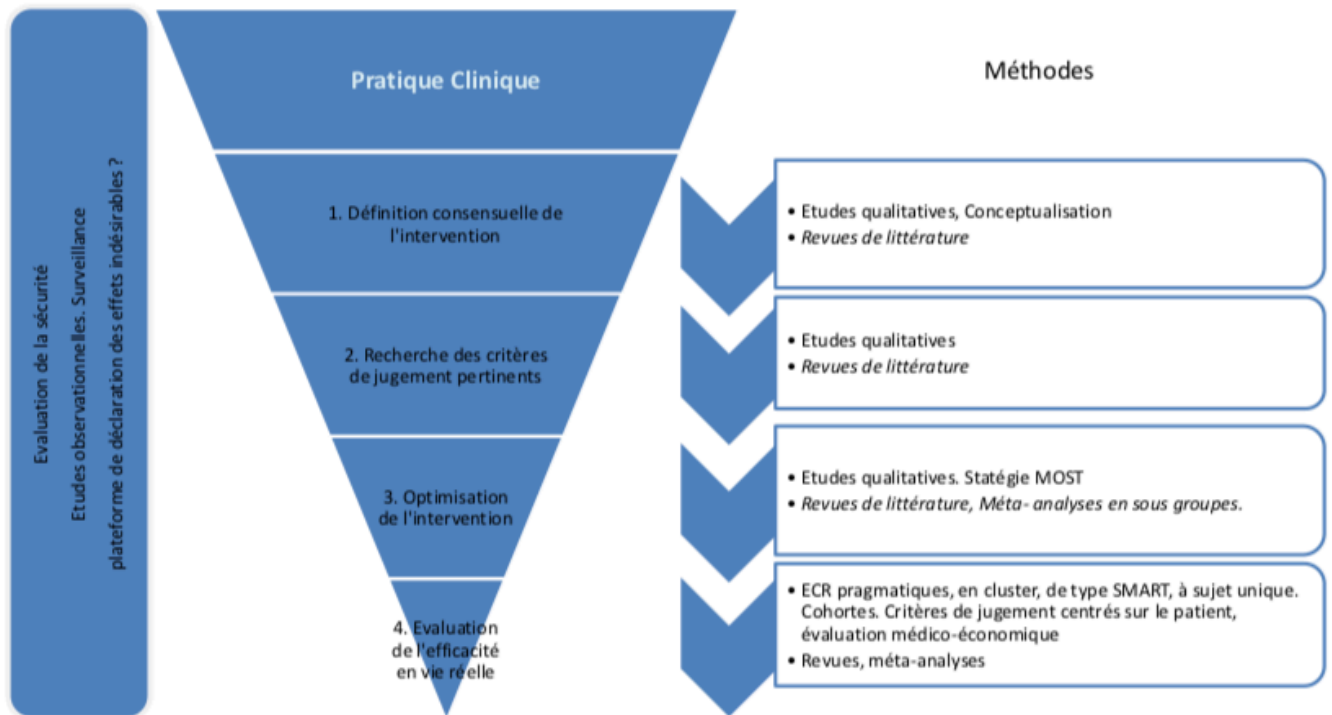 Evaluation de la sécurité
Etudes observationnelles. Surveillance
plateforme de déclaration des effets indésirables ?
Pratique Clinique
Méthodes
1. Définition consensuelle de
l'intervention
• Etudes qualitatives, Conceptualisation
• Revues de littérature
2. Recherche des critères
de jugement pertinents
• Etudes qualitatives
• Revues de littérature
3. Optimisation
de l'intervention
• Etudes qualitatives. Statégie MOST
• Revues de littérature, Méta- analyses en sous groupes.
4. Evaluation
de l'efficacité
en vie réelle
• ECR pragmatiques, en cluster, de type SMART, à sujet unique.
Cohortes. Critères de jugement centrés sur le patient,
évaluation médico-économique
• Revues, méta-analyses